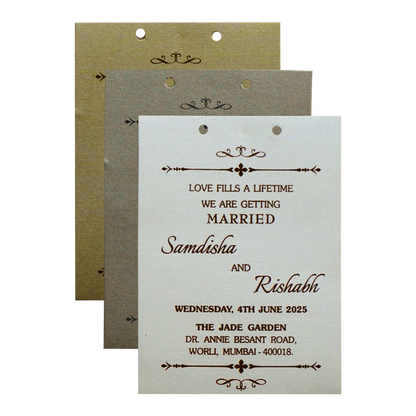 LOVE FILLS A LIFETIME
WE ARE GETTING
MARRIED
Samdisha
AND
Rishabh
WEDNESDAY, 4TH JUNE 2025
THE JADE GARDEN
DR. ANNIE BESANT ROAD,
WORLI, MUMBAI - 400018.